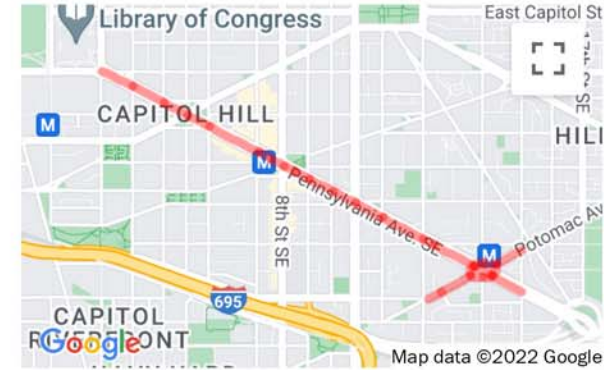 Library of Congress
East Capitol St
CAPITOL HILL
M
HILL
M
Pennsylvania Ave. SE
8th St SE
M
Potomac Av
695
CAPITOL
RIVERFRONT
Google
Map data ©2022 Google